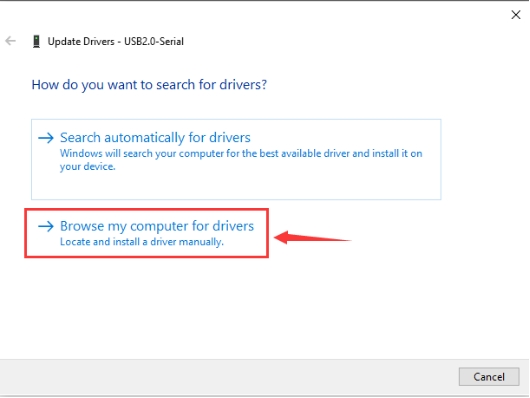 Update Drivers - USB2.0-Serial
How do you want to search for drivers?
Search automatically for drivers
Windows will search your computer for the best available driver and install it on
your device.
Browse my computer for drivers
Locate and install a driver manually.
Cancel